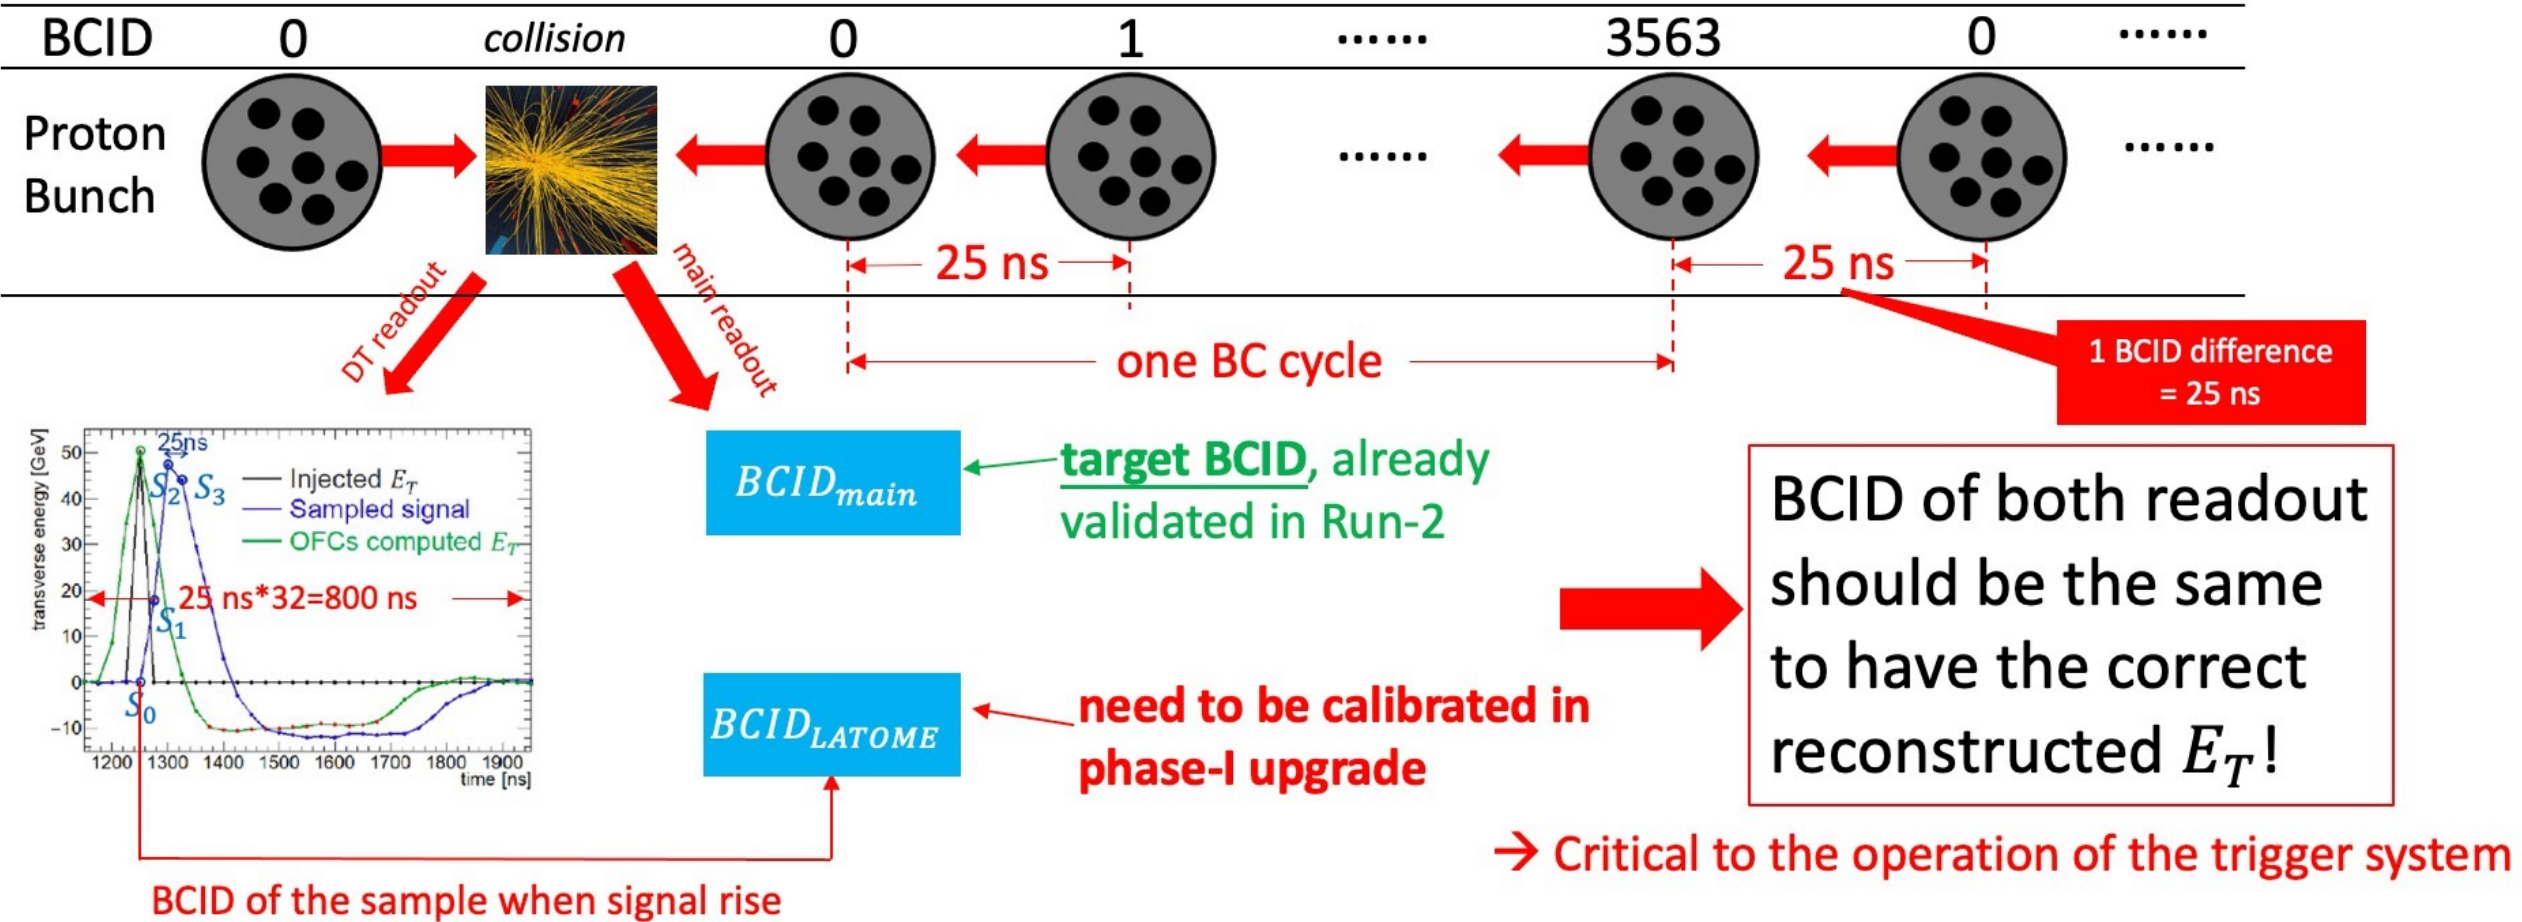 BCID 0 collision 0 1 ...... 3563 0 ......
Proton
Bunch
......
......
25 ns
25 ns
DT readout
main readout
one BC cycle
1 BCID difference
= 25 ns
transverse energy [GeV]
50
40
30
20
10
0
−10
25ns
S₂ S₃
Injected E_T
Sampled signal
OFCs computed E_T
25 ns*32=800 ns
S₁
S₀
1200 1300 1400 1500 1600 1700 1800 1900
time [ns]
BCID_main
target BCID, already
validated in Run-2
BCID_LATOME
need to be calibrated in
phase-I upgrade
BCID of the sample when signal rise
BCID of both readout
should be the same
to have the correct
reconstructed E_T!
→ Critical to the operation of the trigger system